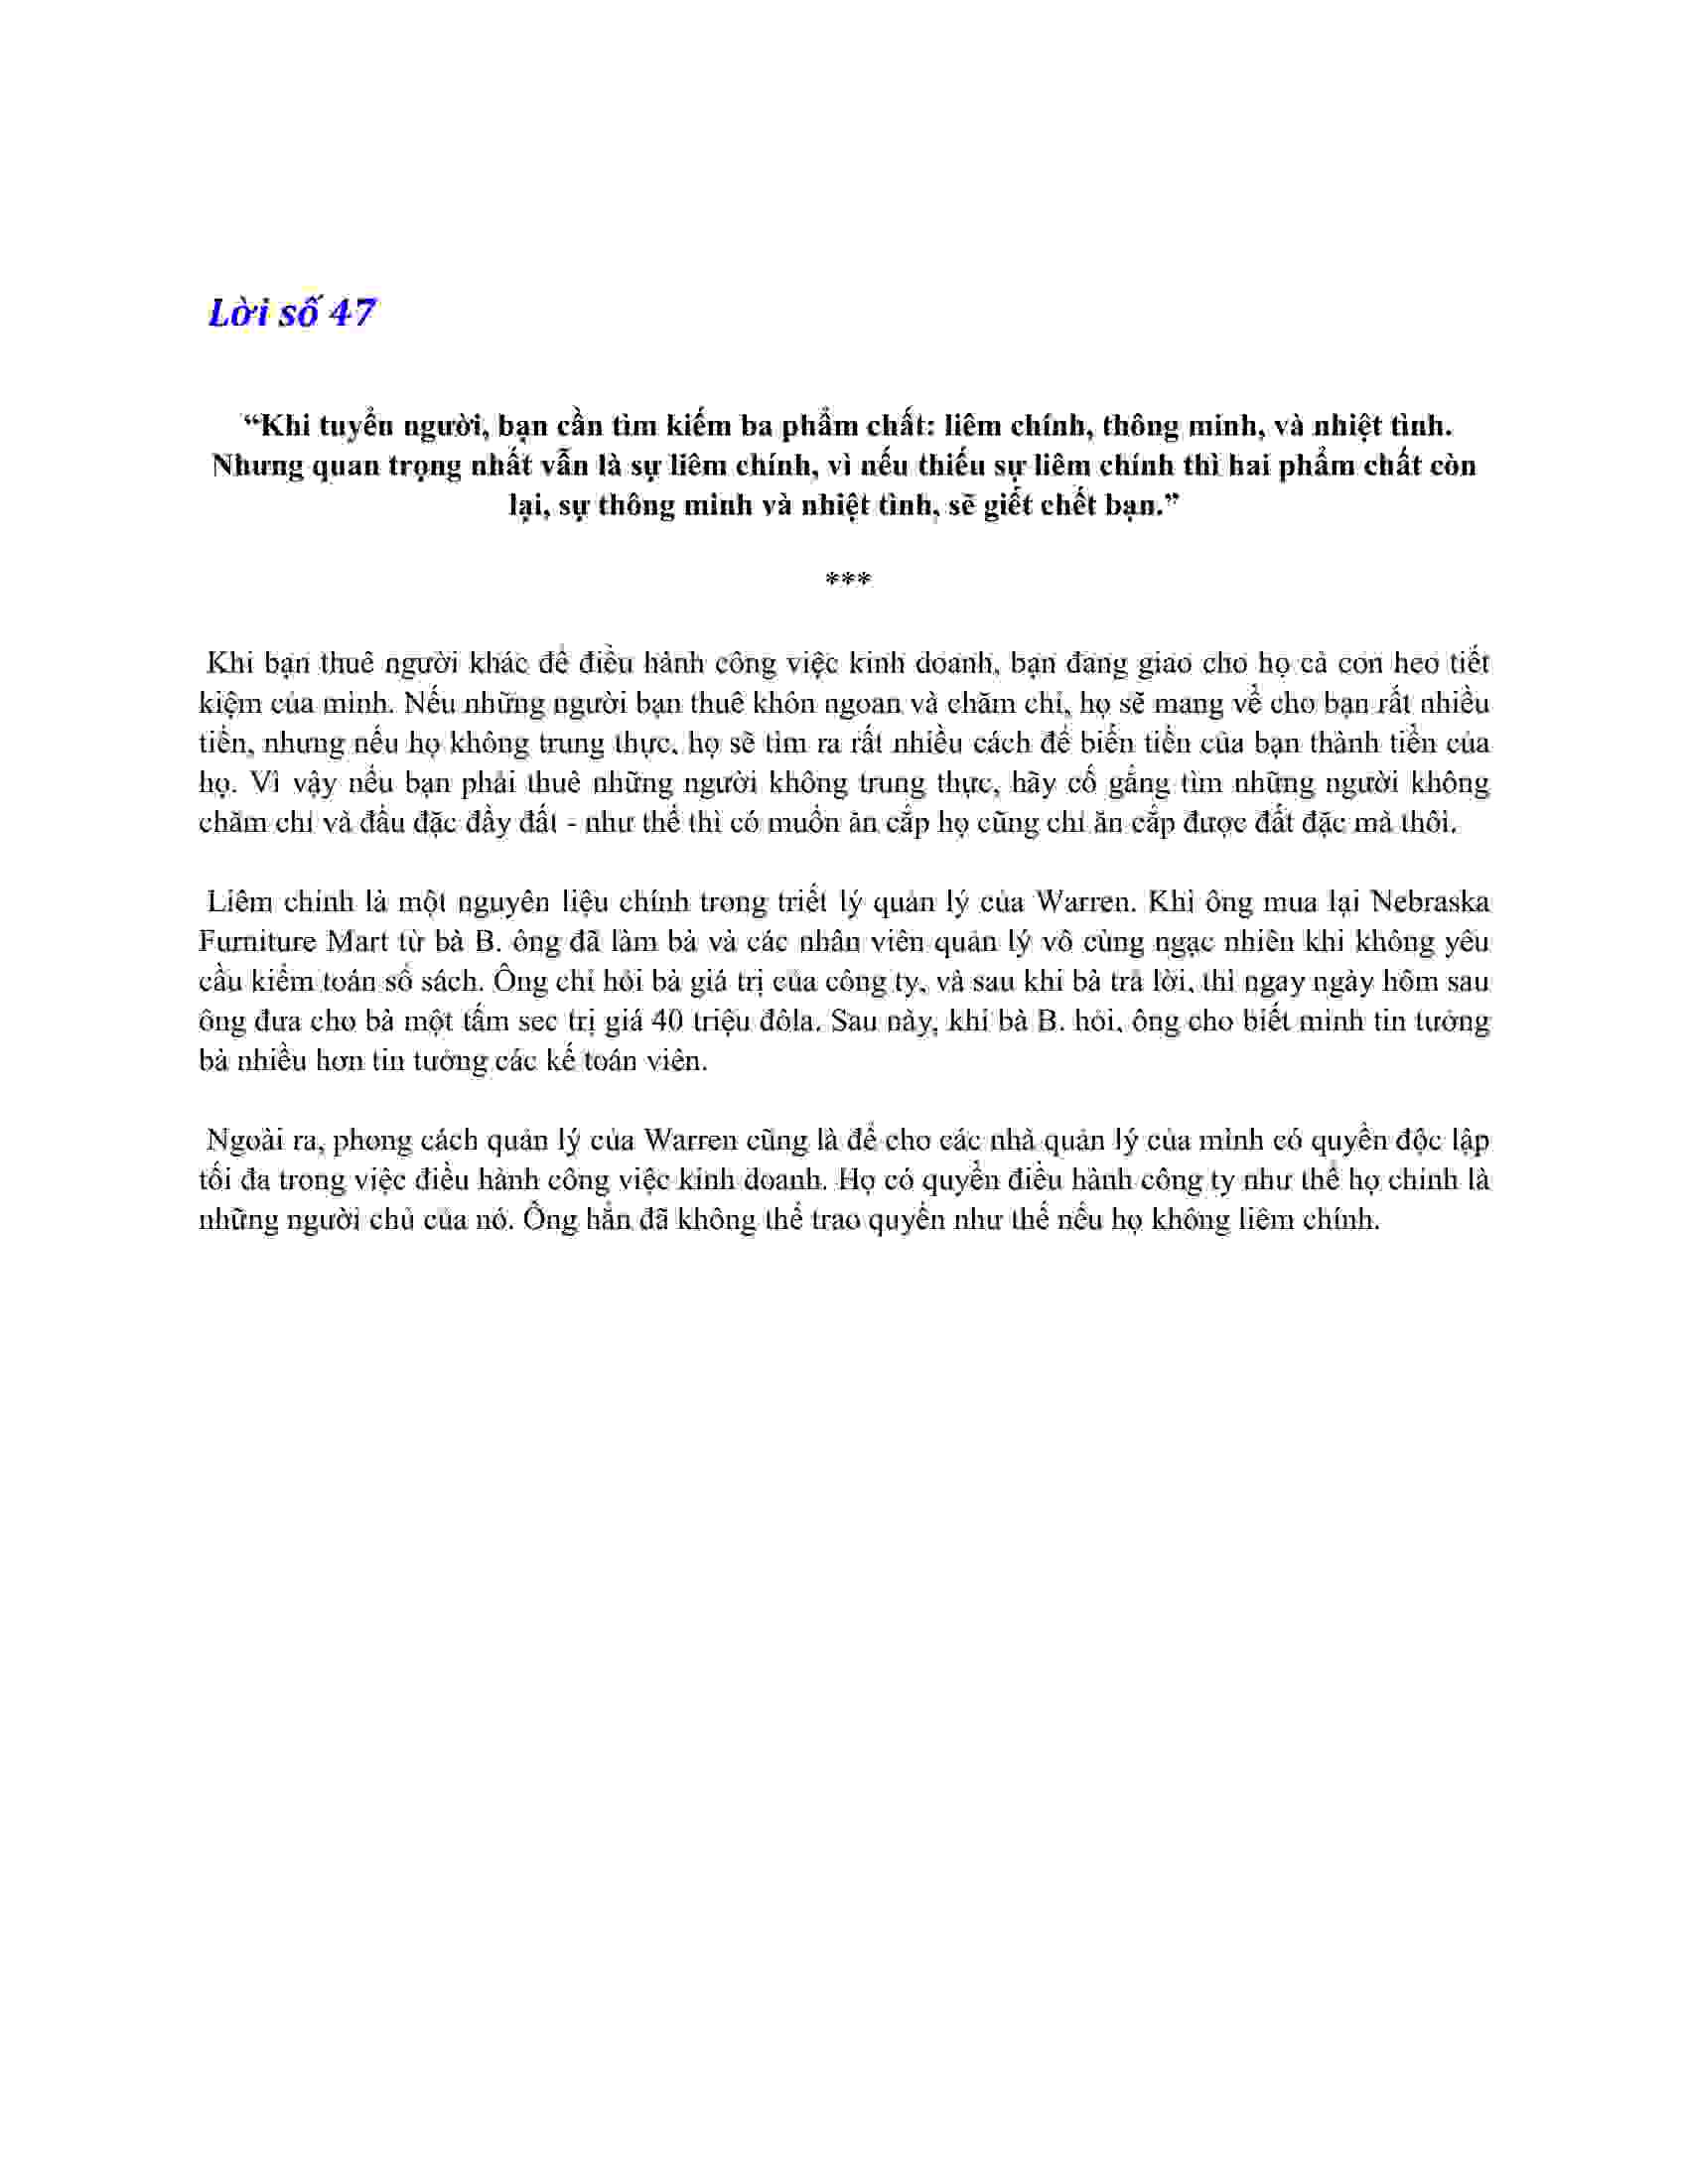 Lời số 47
“Khi tuyển người, bạn cần tìm kiếm ba phẩm chất: liêm chính, thông minh, và nhiệt tình.
Nhưng quan trọng nhất vẫn là sự liêm chính, vì nếu thiếu sự liêm chính thì hai phẩm chất còn
lại, sự thông minh và nhiệt tình, sẽ giết chết bạn.”
***
Khi bạn thuê người khác để điều hành công việc kinh doanh, bạn đang giao cho họ cả con heo tiết
kiệm của mình. Nếu những người bạn thuê khôn ngoan và chăm chỉ, họ sẽ mang về cho bạn rất nhiều
tiền, nhưng nếu họ không trung thực, họ sẽ tìm ra rất nhiều cách để biến tiền của bạn thành tiền của
họ. Vì vậy nếu bạn phải thuê những người không trung thực, hãy cố gắng tìm những người không
chăm chỉ và đầu đặc đầy đất - như thế thì có muốn ăn cắp họ cũng chỉ ăn cắp được đất đặc mà thôi.
Liêm chính là một nguyên liệu chính trong triết lý quản lý của Warren. Khi ông mua lại Nebraska
Furniture Mart từ bà B. ông đã làm bà và các nhân viên quản lý vô cùng ngạc nhiên khi không yêu
cầu kiểm toán sổ sách. Ông chỉ hỏi bà giá trị của công ty, và sau khi bà trả lời, thì ngay ngày hôm sau
ông đưa cho bà một tấm sec trị giá 40 triệu đôla. Sau này, khi bà B. hỏi, ông cho biết mình tin tưởng
bà nhiều hơn tin tưởng các kế toán viên.
Ngoài ra, phong cách quản lý của Warren cũng là để cho các nhà quản lý của mình có quyền độc lập
tối đa trong việc điều hành công việc kinh doanh. Họ có quyền điều hành công ty như thể họ chính là
những người chủ của nó. Ông hẳn đã không thể trao quyền như thế nếu họ không liêm chính.